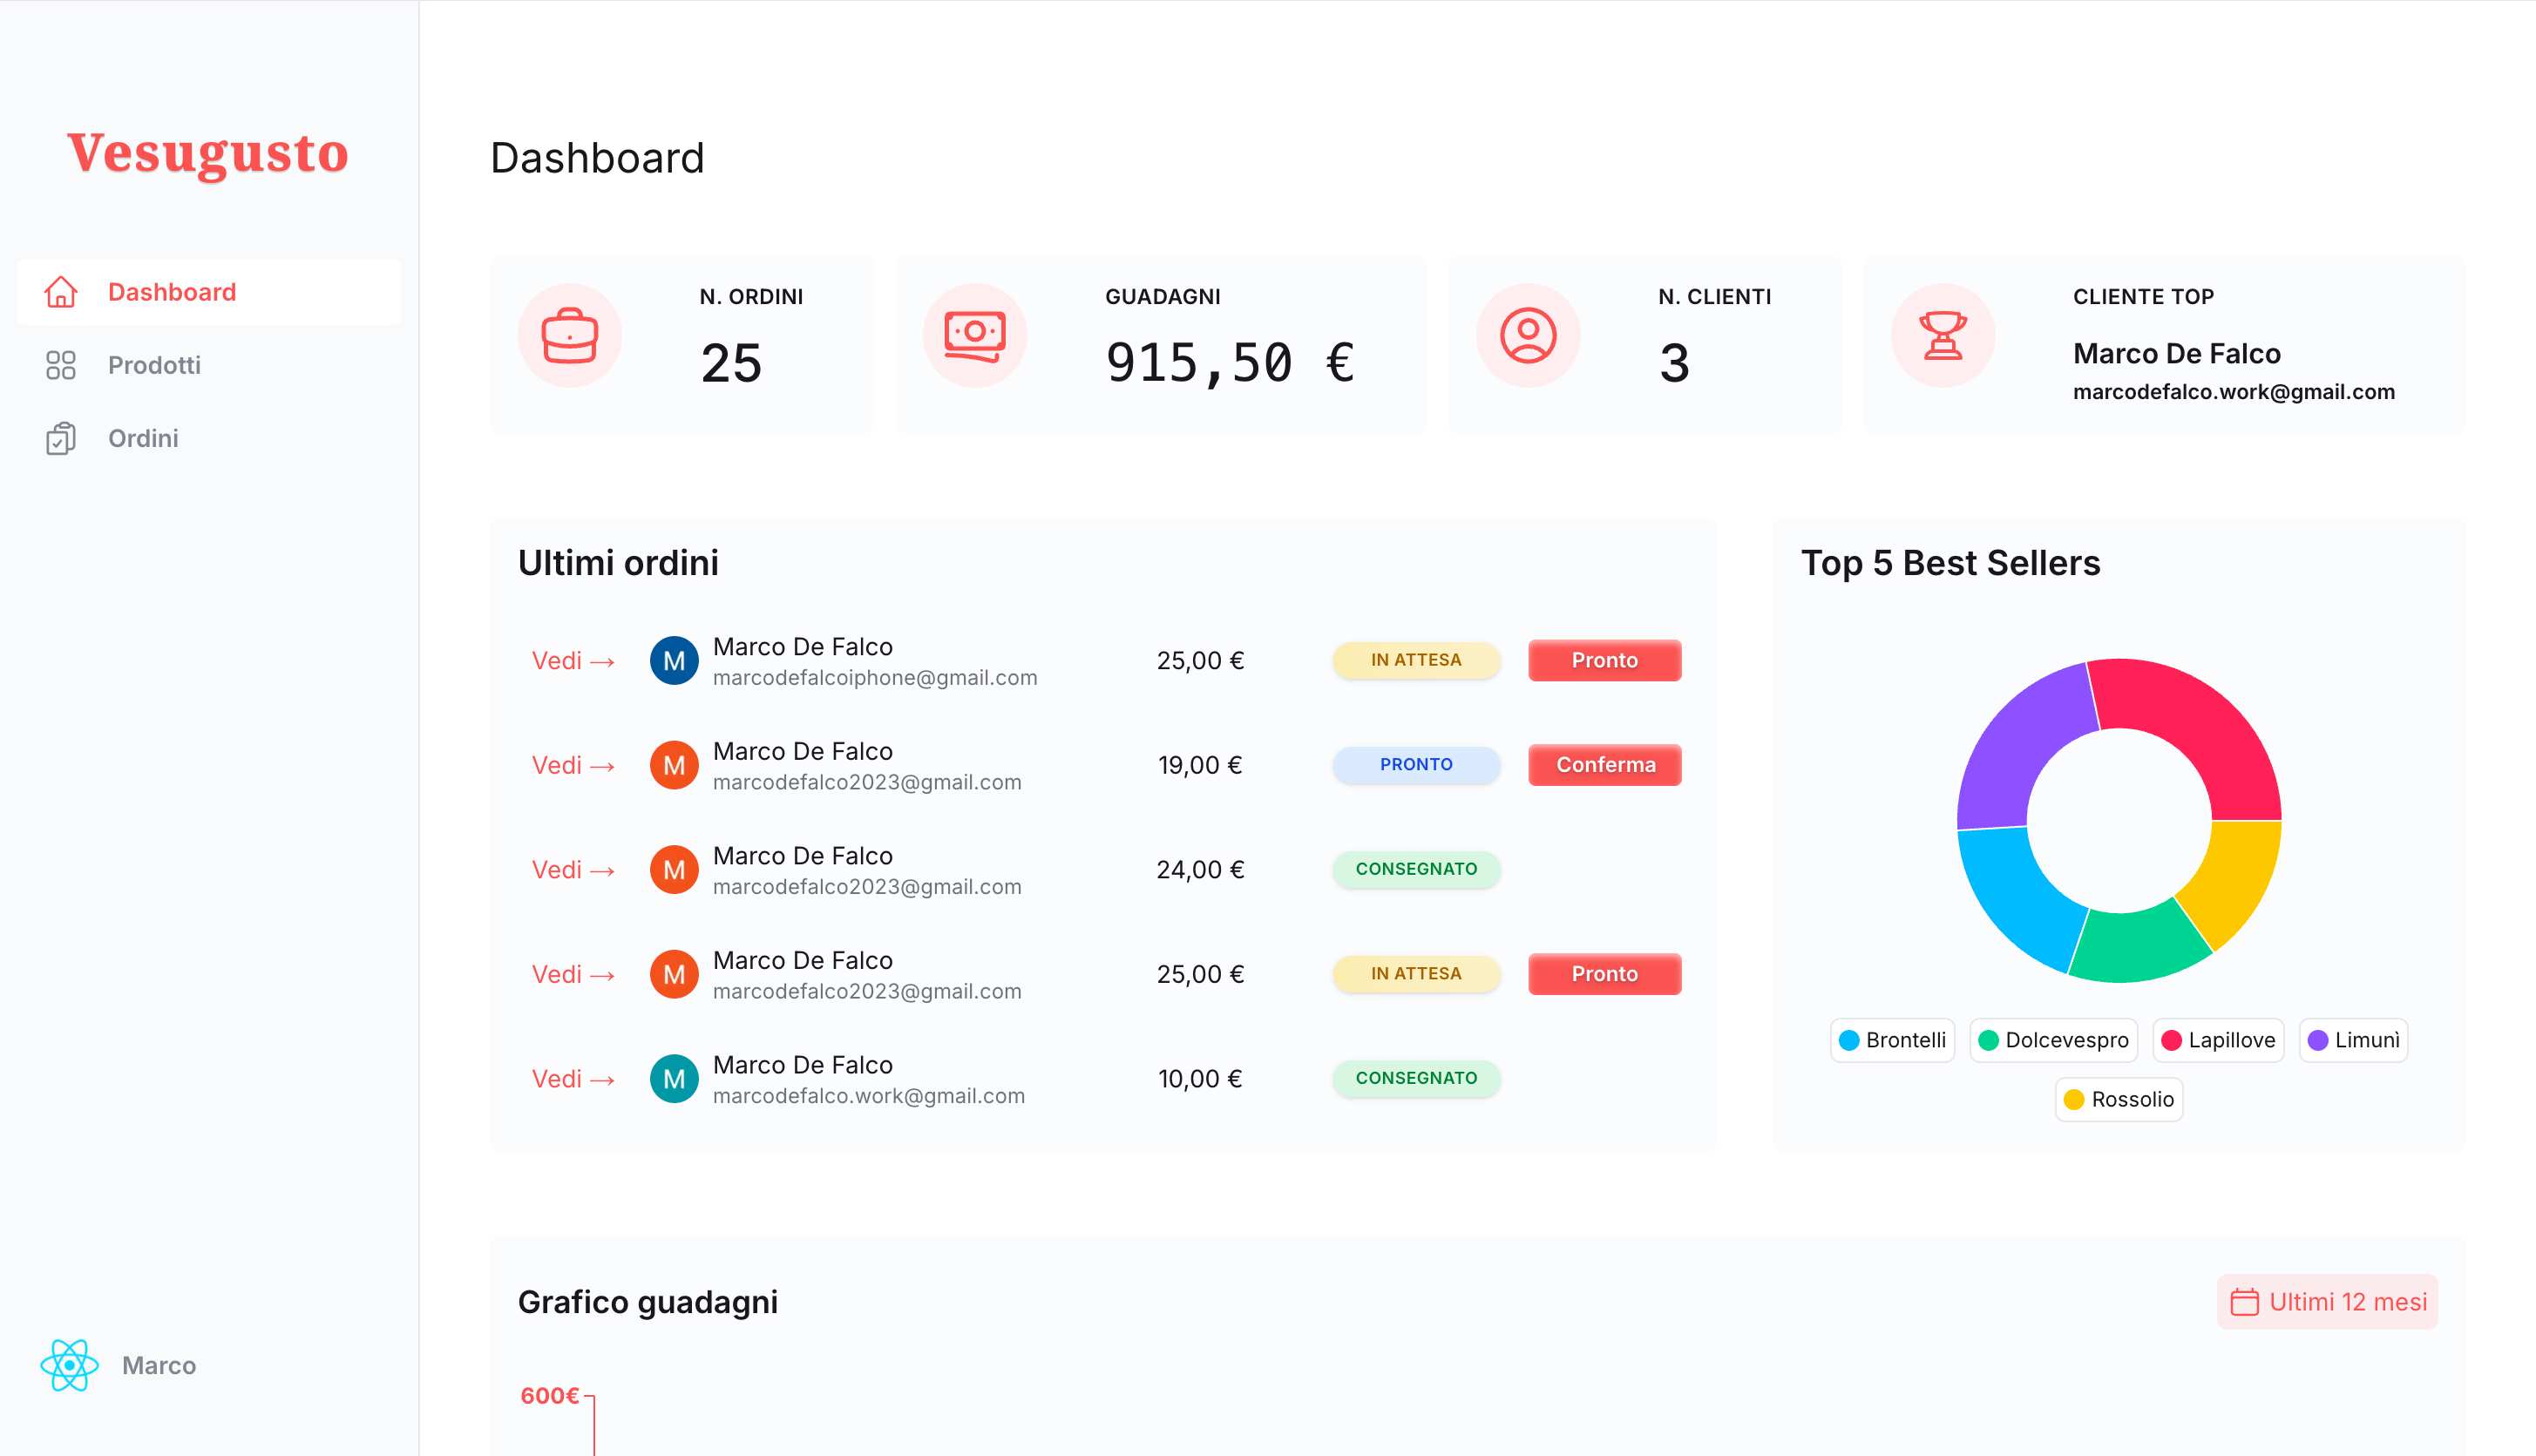 Vesugusto
Dashboard
Prodotti
Ordini
Marco
Dashboard
N. ORDINI
25
GUADAGNI
915,50 €
N. CLIENTI
3
CLIENTE TOP
Marco De Falco
marcodefalco.work@gmail.com
Ultimi ordini
Vedi → M Marco De Falco 25,00 € IN ATTESA Pronto
marcodefalcoiphone@gmail.com
Vedi → M Marco De Falco 19,00 € PRONTO Conferma
marcodefalco2023@gmail.com
Vedi → M Marco De Falco 24,00 € CONSEGNATO
marcodefalco2023@gmail.com
Vedi → M Marco De Falco 25,00 € IN ATTESA Pronto
marcodefalco2023@gmail.com
Vedi → M Marco De Falco 10,00 € CONSEGNATO
marcodefalco.work@gmail.com
Top 5 Best Sellers
Brontelli Dolcevespro Lapillove Limunì
Rossolio
Grafico guadagni
Ultimi 12 mesi
600€